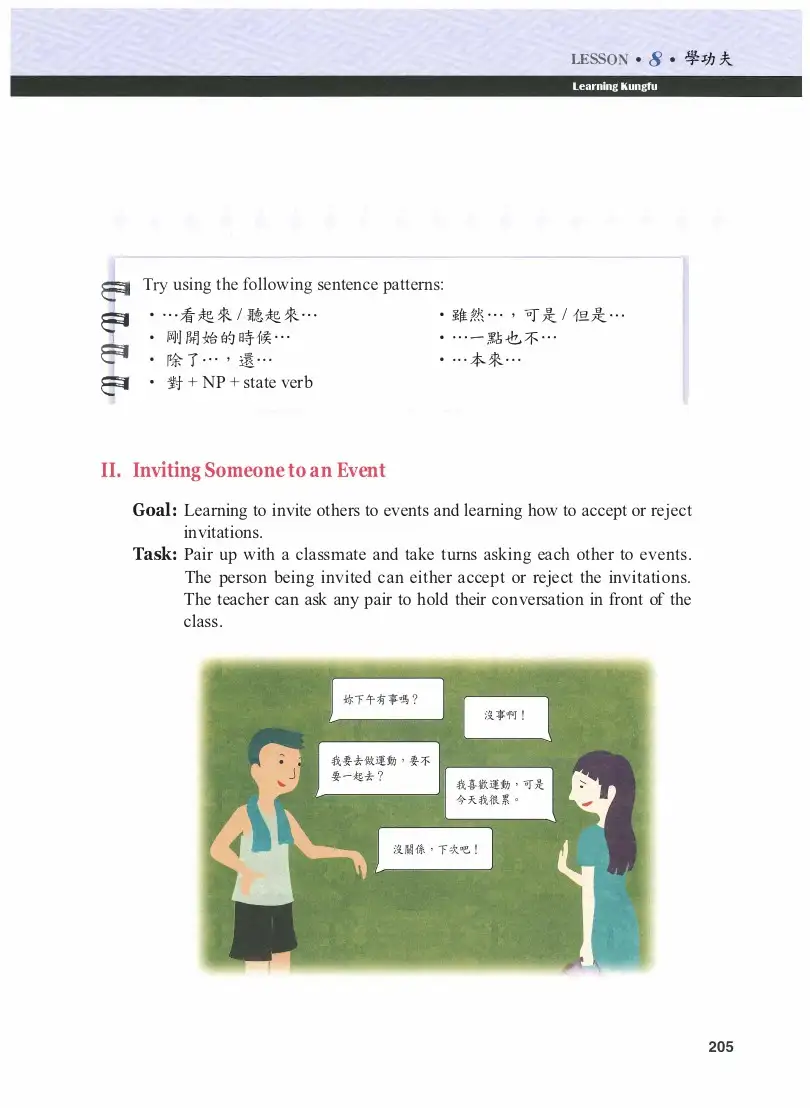 LESSON • 8 • 學功夫
Learning Kungfu
Try using the following sentence patterns:
• …看起來 / 聽起來…
• 剛開始的時候…
• 除了…，還…
• 對 + NP + state verb
• 雖然…，可是 / 但是…
• …一點也不…
• …本來…
II. Inviting Someone to an Event
Goal: Learning to invite others to events and learning how to accept or reject
invitations.
Task: Pair up with a classmate and take turns asking each other to events.
The person being invited can either accept or reject the invitations.
The teacher can ask any pair to hold their conversation in front of the
class.
妳下午有事嗎？
沒事啊！
我要去做運動，要不
要一起去？
我喜歡運動，可是
今天我很累。
沒關係，下次吧！
205